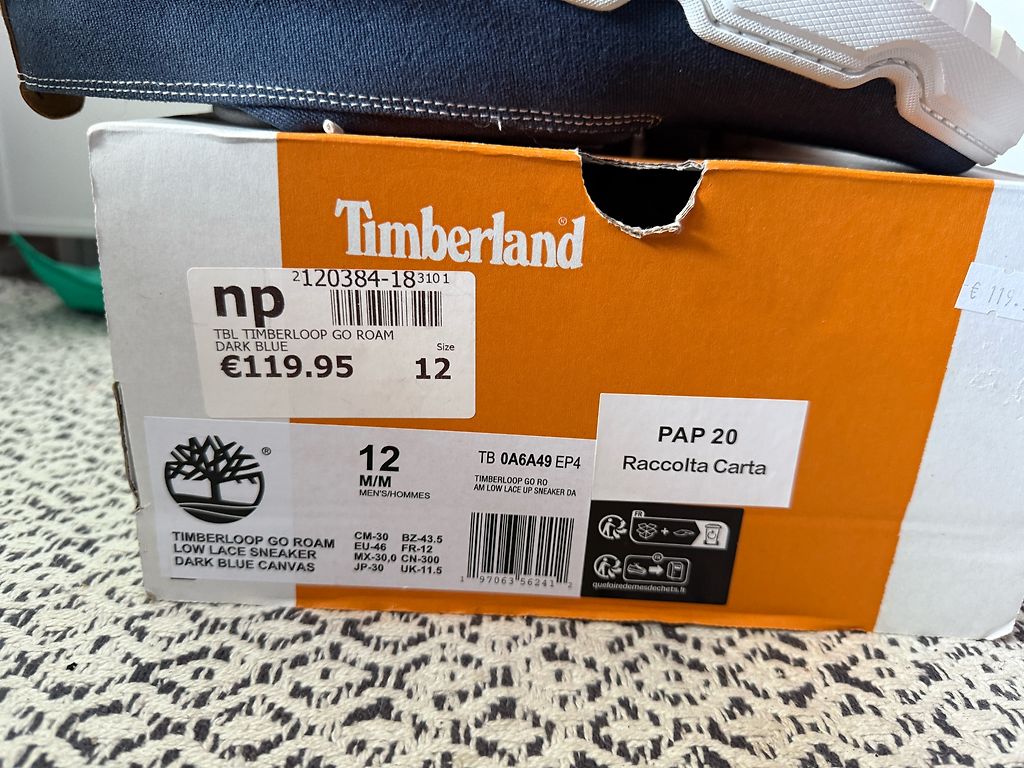 Timberland®
2120384-183101
np
TBL TIMBERLOOP GO ROAM
DARK BLUE
Size
€119.95
12
€ 119.
®
12
M/M
MEN'S/HOMMES
TB 0A6A49 EP4
TIMBERLOOP GO RO
AM LOW LACE UP SNEAKER DA
TIMBERLOOP GO ROAM
LOW LACE SNEAKER
DARK BLUE CANVAS
CM-30 BZ-43.5
EU-46 FR-12
MX-30,0 CN-300
JP-30 UK-11.5
1 97063 56241 2
PAP 20
Raccolta Carta
FR
FR
quefairedemesdechets.fr